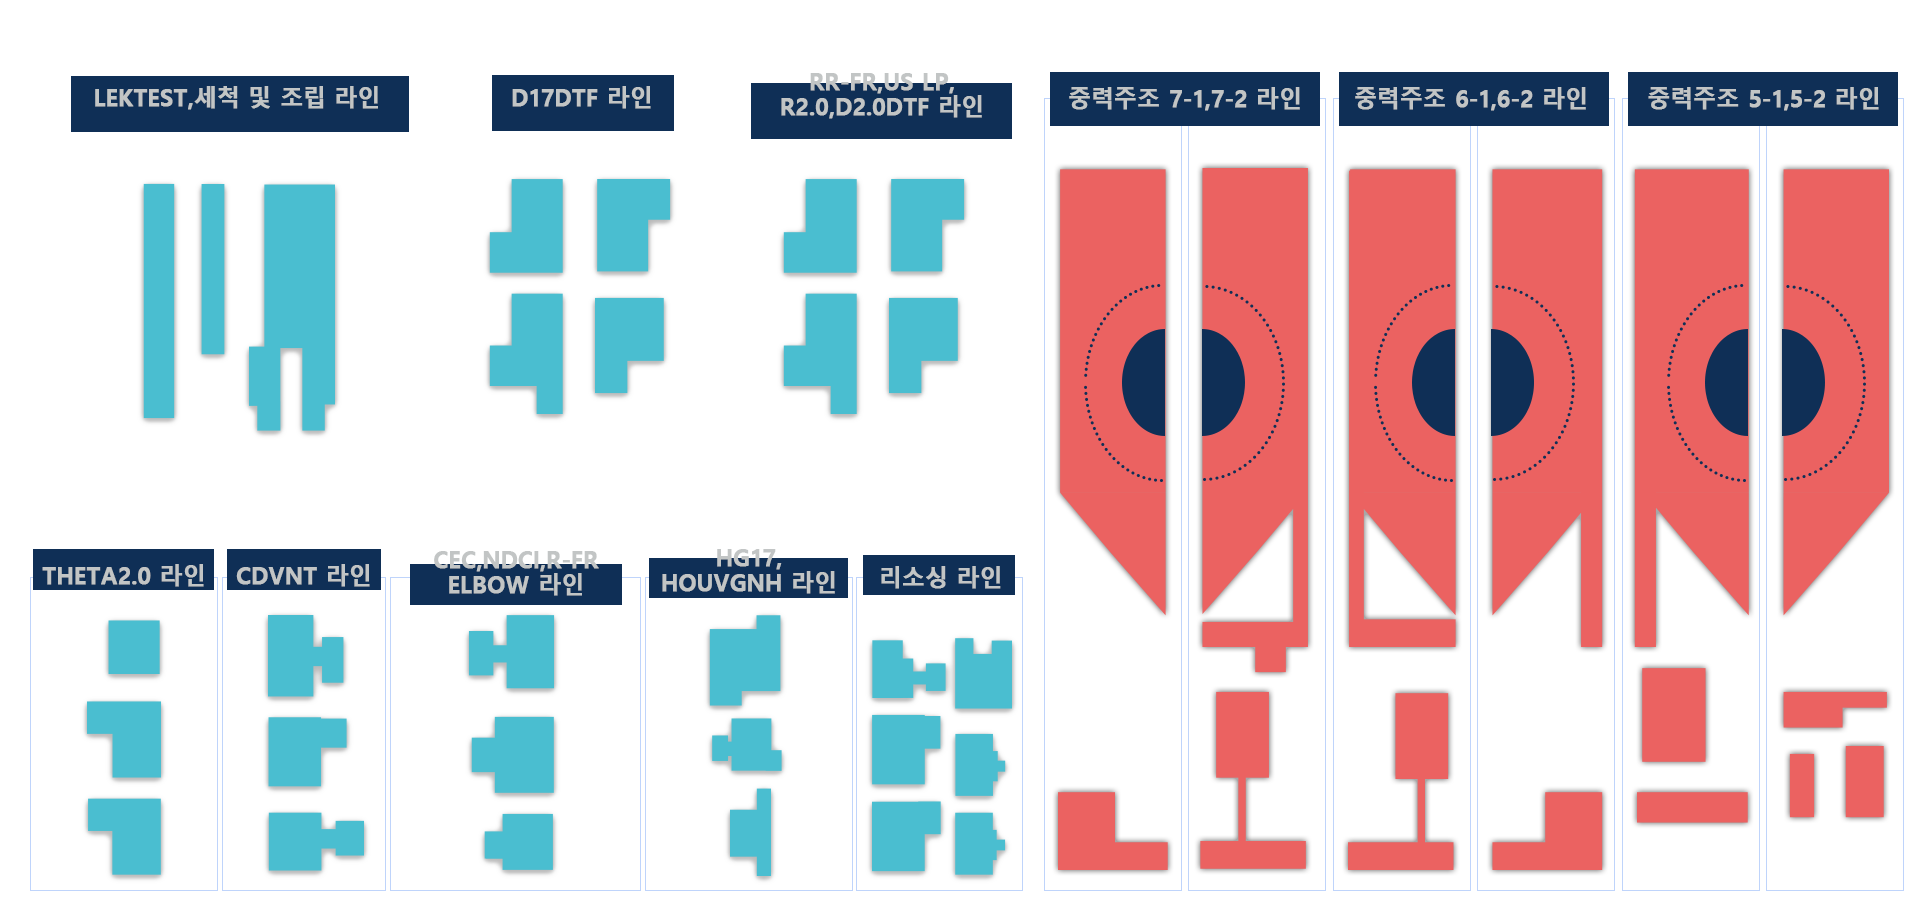 LEKTEST,세척 및 조립 라인
D17DTF 라인
RR-FR,US LP,
R2.0,D2.0DTF 라인
중력주조 7-1,7-2 라인
중력주조 6-1,6-2 라인
중력주조 5-1,5-2 라인
THETA2.0 라인
CDVNT 라인
CEC,NDCI,R-FR
ELBOW 라인
HG17,
HOUVGNH 라인
리소싱 라인